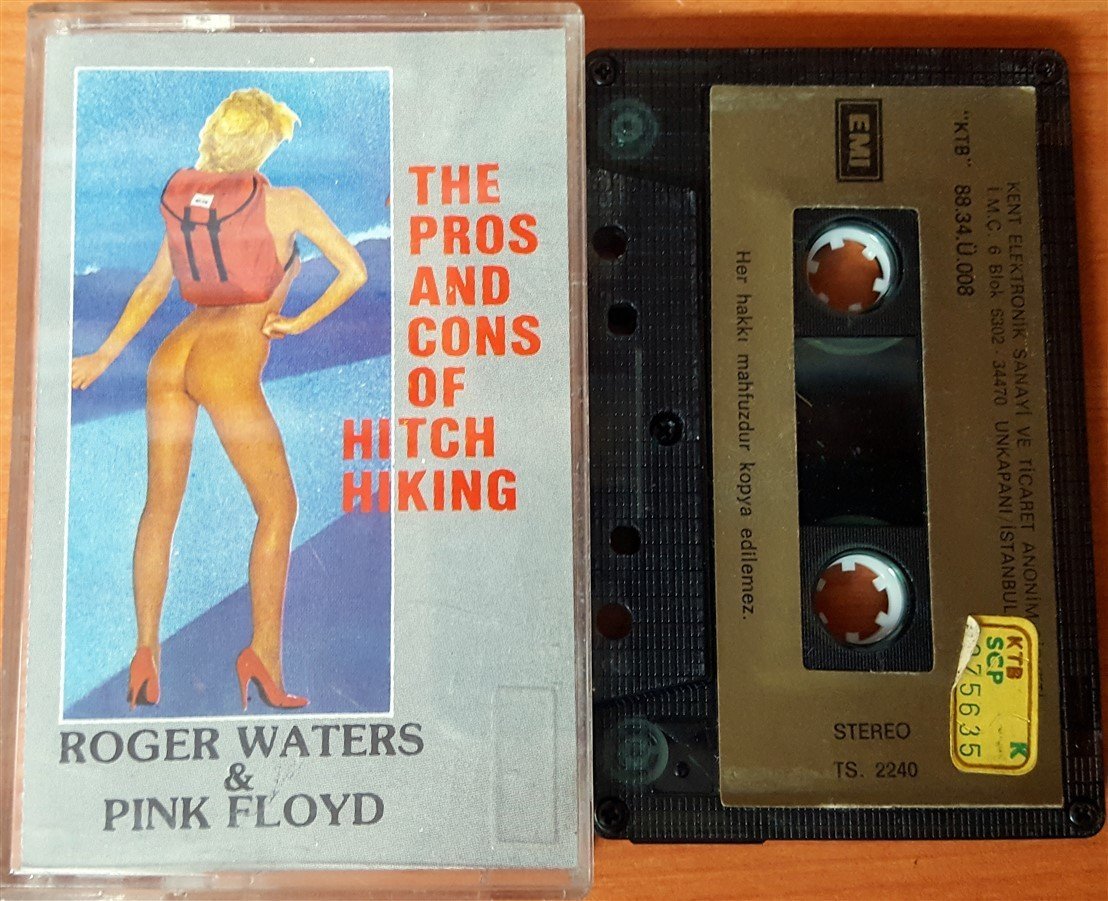 THE
PROS
AND
CONS
OF
HITCH
HIKING
ROGER WATERS
&
PINK FLOYD
EMI
"KTB" 88.34.Ü.008
KENT ELEKTRONİK SANAYİ VE TİCARET ANONİM
İ.M.Ç. 6 Blok 6302 - 34470 UNKAPANI/İSTANBUL
Her hakkı mahfuzdur kopya edilemez.
STEREO
TS. 2240
KTB K
SCP
75635